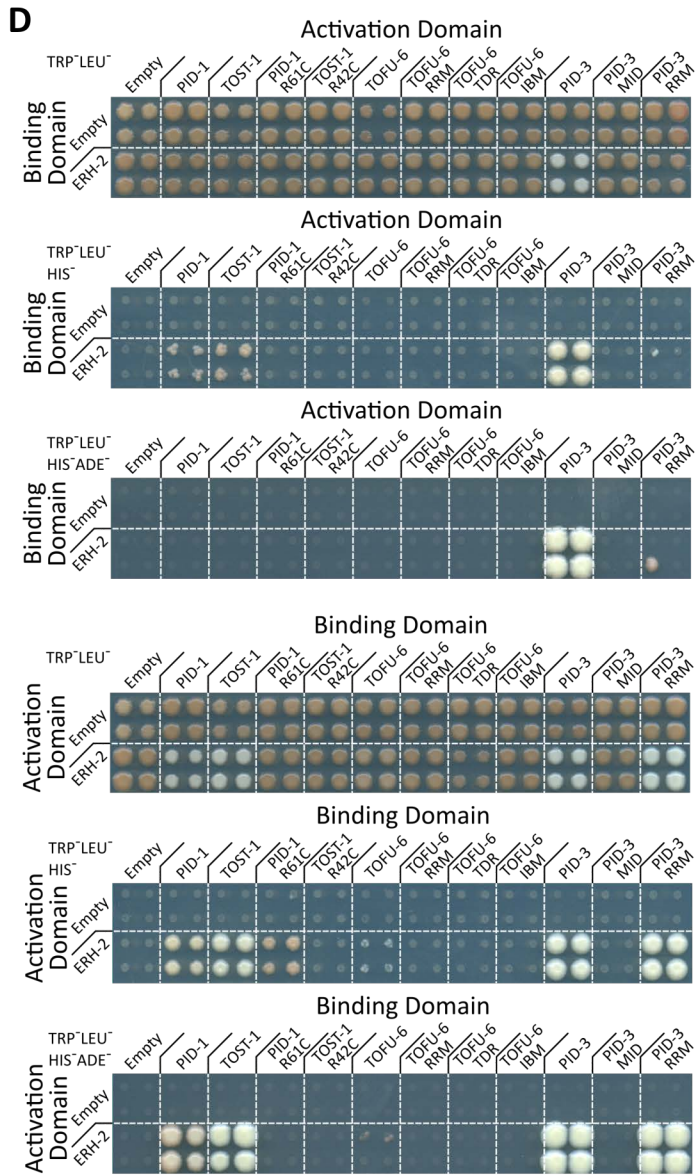 D
Activation Domain
TRP⁻LEU⁻
Empty PID-1 TOST-1 PID-1 R61C TOST-1 R42C TOFU-6 TOFU-6 RRM TOFU-6 TDR TOFU-6 IBM PID-3 PID-3 MID PID-3 RRM
Binding Domain
Empty
ERH-2
Activation Domain
TRP⁻LEU⁻
HIS⁻
Empty PID-1 TOST-1 PID-1 R61C TOST-1 R42C TOFU-6 TOFU-6 RRM TOFU-6 TDR TOFU-6 IBM PID-3 PID-3 MID PID-3 RRM
Binding Domain
Empty
ERH-2
Activation Domain
TRP⁻LEU⁻
HIS⁻ADE⁻
Empty PID-1 TOST-1 PID-1 R61C TOST-1 R42C TOFU-6 TOFU-6 RRM TOFU-6 TDR TOFU-6 IBM PID-3 PID-3 MID PID-3 RRM
Binding Domain
Empty
ERH-2
Binding Domain
TRP⁻LEU⁻
Empty PID-1 TOST-1 PID-1 R61C TOST-1 R42C TOFU-6 TOFU-6 RRM TOFU-6 TDR TOFU-6 IBM PID-3 PID-3 MID PID-3 RRM
Activation Domain
Empty
ERH-2
Binding Domain
TRP⁻LEU⁻
HIS⁻
Empty PID-1 TOST-1 PID-1 R61C TOST-1 R42C TOFU-6 TOFU-6 RRM TOFU-6 TDR TOFU-6 IBM PID-3 PID-3 MID PID-3 RRM
Activation Domain
Empty
ERH-2
Binding Domain
TRP⁻LEU⁻
HIS⁻ADE⁻
Empty PID-1 TOST-1 PID-1 R61C TOST-1 R42C TOFU-6 TOFU-6 RRM TOFU-6 TDR TOFU-6 IBM PID-3 PID-3 MID PID-3 RRM
Activation Domain
Empty
ERH-2